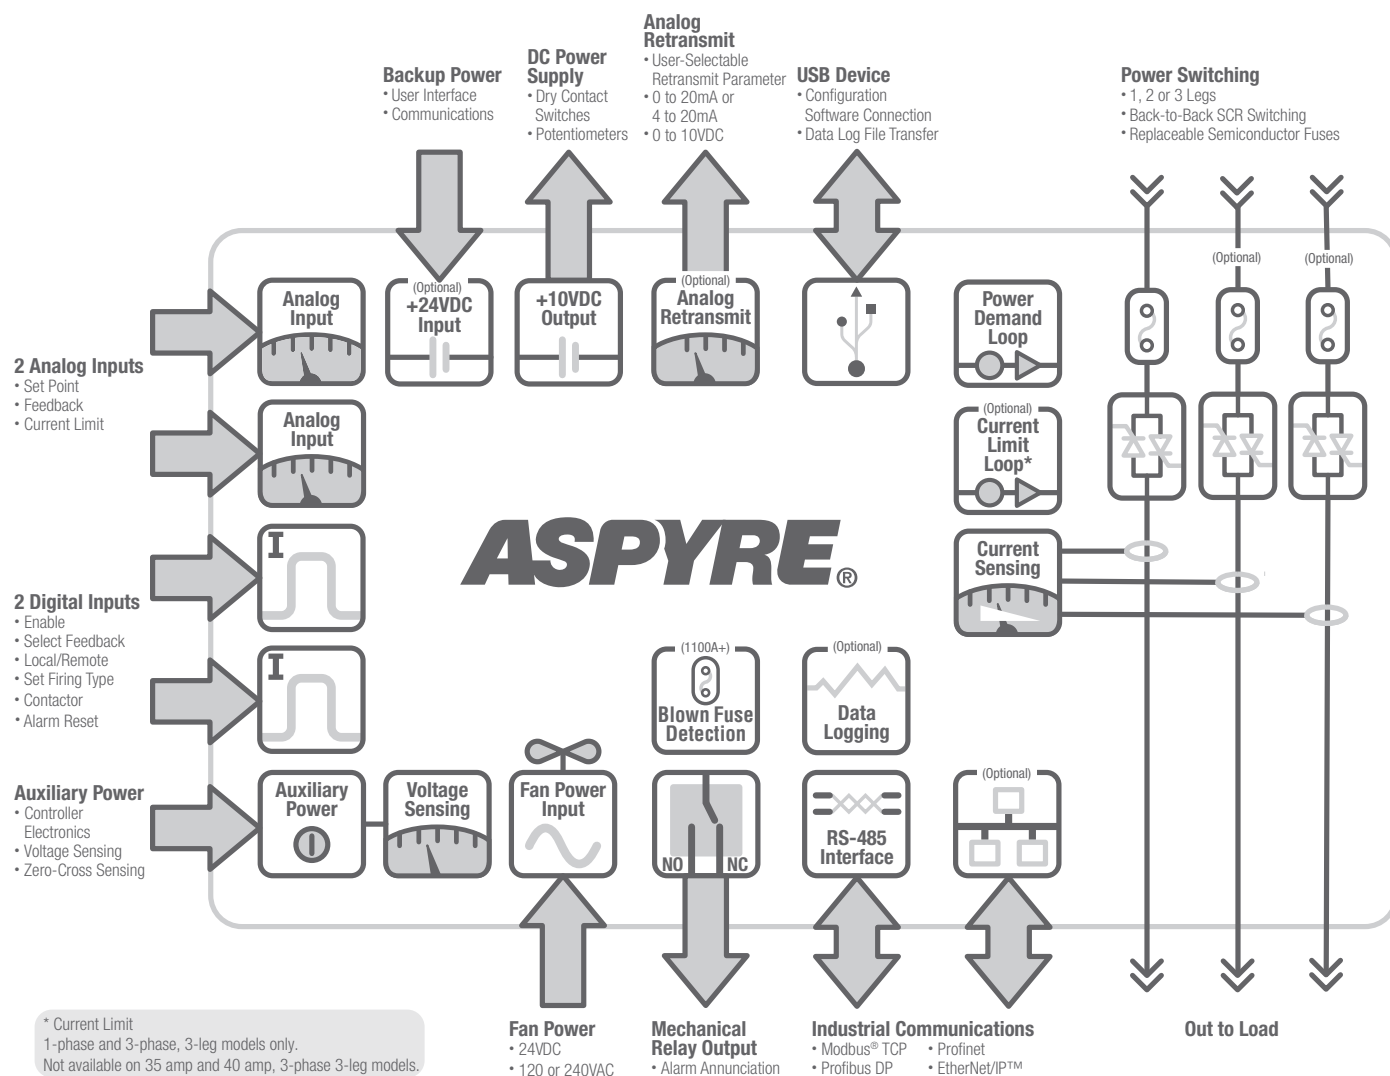 Backup Power
• User Interface
• Communications
DC Power
Supply
• Dry Contact
Switches
• Potentiometers
Analog
Retransmit
• User-Selectable
Retransmit Parameter
• 0 to 20mA or
4 to 20mA
• 0 to 10VDC
USB Device
• Configuration
Software Connection
• Data Log File Transfer
Power Switching
• 1, 2 or 3 Legs
• Back-to-Back SCR Switching
• Replaceable Semiconductor Fuses
2 Analog Inputs
• Set Point
• Feedback
• Current Limit
Analog
Input
(Optional)
+24VDC
Input
+10VDC
Output
(Optional)
Analog
Retransmit
Power
Demand
Loop
(Optional)
(Optional)
Analog
Input
(Optional)
Current
Limit
Loop*
ASPYRE®
Current
Sensing
2 Digital Inputs
• Enable
• Select Feedback
• Local/Remote
• Set Firing Type
• Contactor
• Alarm Reset
I
I
(1100A+)
Blown Fuse
Detection
(Optional)
Data
Logging
Auxiliary Power
• Controller
Electronics
• Voltage Sensing
• Zero-Cross Sensing
Auxiliary
Power
Voltage
Sensing
Fan Power
Input
NO
NC
RS-485
Interface
(Optional)
* Current Limit
1-phase and 3-phase, 3-leg models only.
Not available on 35 amp and 40 amp, 3-phase 3-leg models.
Fan Power
• 24VDC
• 120 or 240VAC
Mechanical
Relay Output
• Alarm Annunciation
Industrial Communications
• Modbus® TCP
• Profibus DP
• Profinet
• EtherNet/IP™
Out to Load